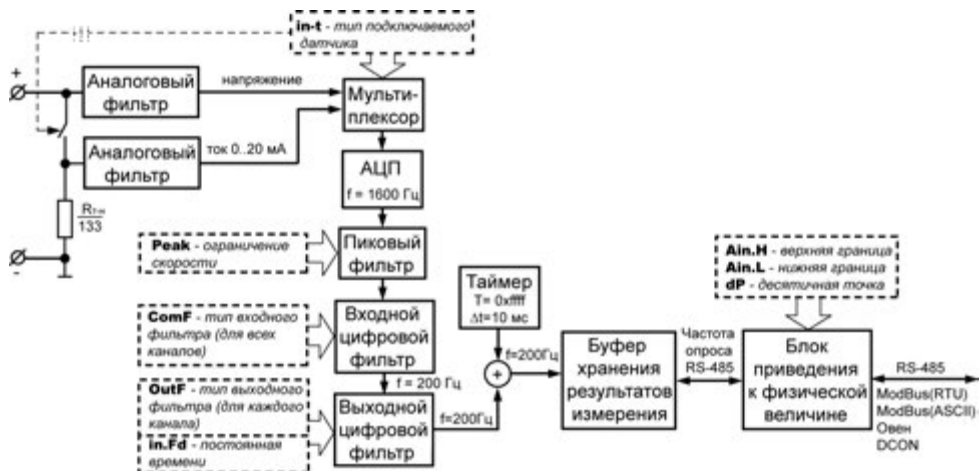 in-t - тип подключаемого
датчика
+
Аналоговый
фильтр
напряжение
Мульти-
плексор
Аналоговый
фильтр
ток 0..20 мА
АЦП
f = 1600 Гц
133
-
Peak - ограничение
скорости
Пиковый
фильтр
Ain.H - верхняя граница
Ain.L - нижняя граница
dP - десятичная точка
Таймер
T= 0xffff
Δt=10 мс
ComF - тип входного
фильтра (для всех
каналов)
Входной
цифровой
фильтр
f = 200 Гц
+
f=200Гц
Буфер
хранения
результатов
измерения
Частота
опроса
RS-485
Блок
приведения
к физической
величине
RS-485
ModBus(RTU)
ModBus(ASCII)
Овен
DCON
OutF - тип выходного
фильтра (для каждого
канала)
in.Fd - постоянная
времени
Выходной
цифровой
фильтр
f=200Гц